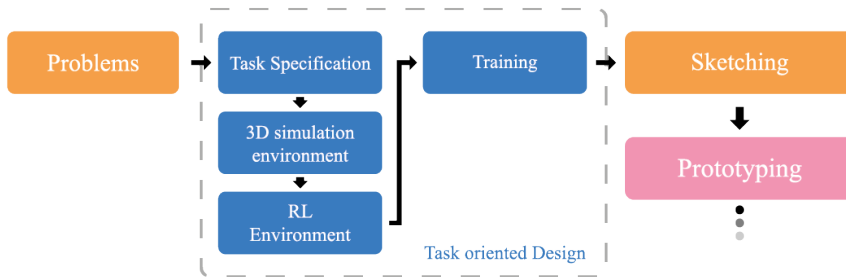 Problems
Task Specification
3D simulation
environment
RL
Environment
Training
Task oriented Design
Sketching
Prototyping